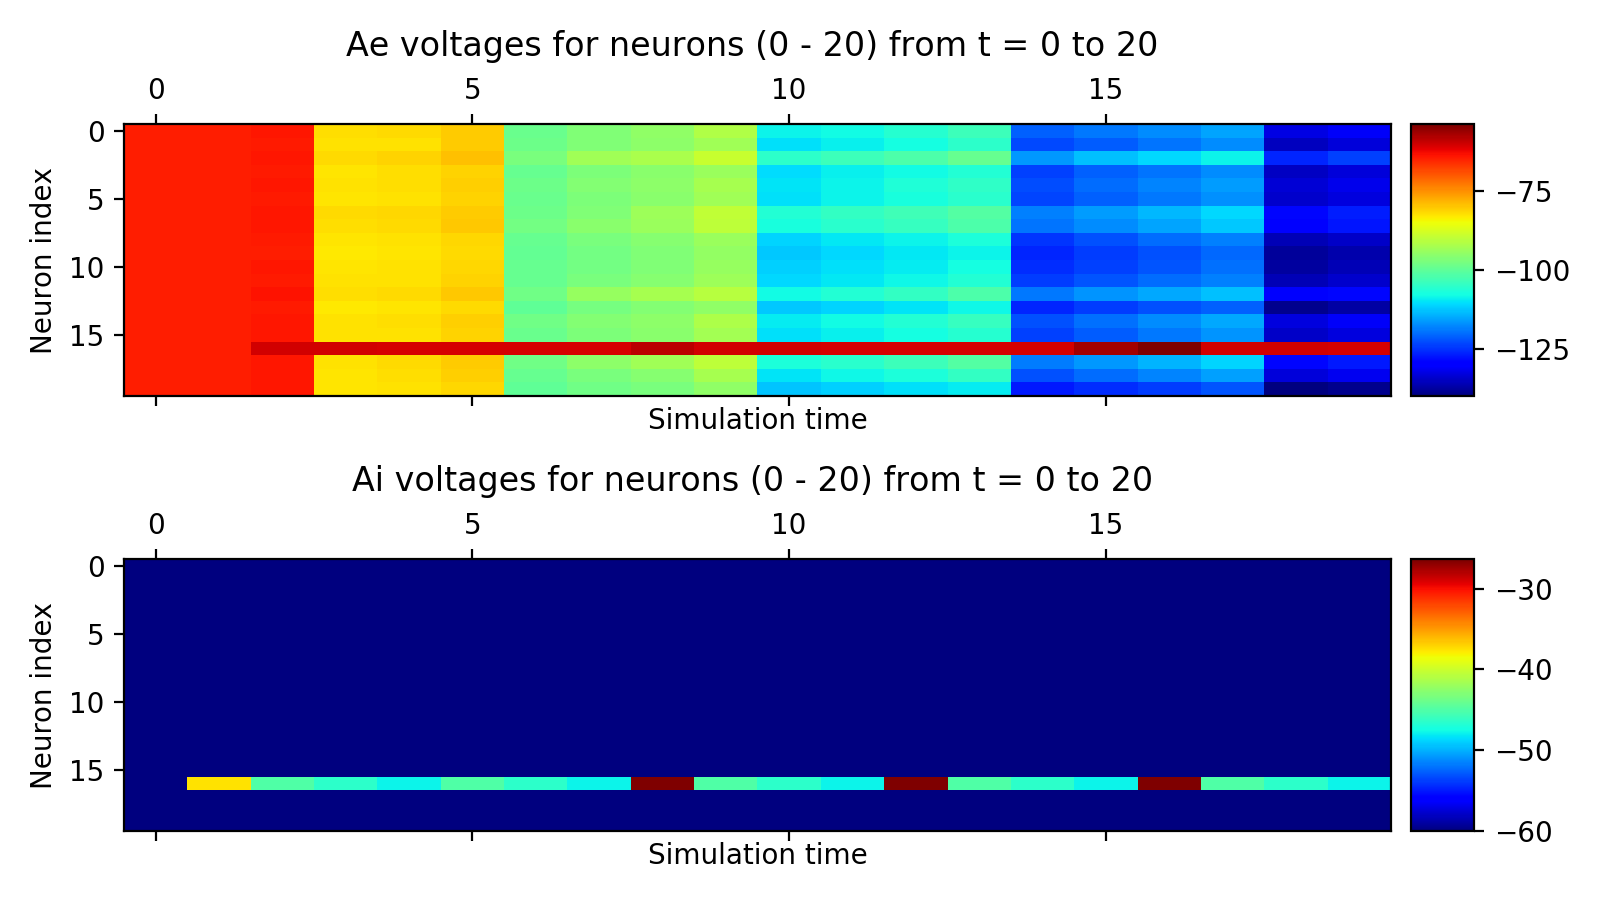 Ae voltages for neurons (0 - 20) from t = 0 to 20
0 5 10 15
Neuron index
0
5
10
15
−75
−100
−125
Simulation time
Ai voltages for neurons (0 - 20) from t = 0 to 20
0 5 10 15
Neuron index
0
5
10
15
−30
−40
−50
−60
Simulation time